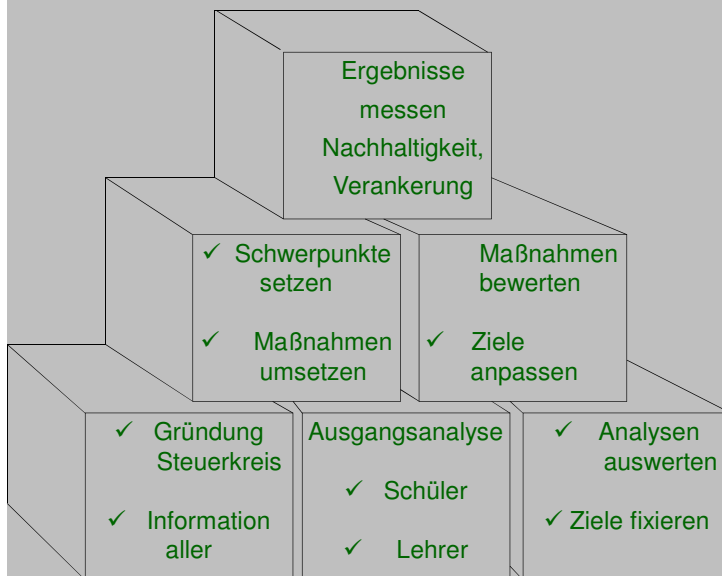 Ergebnisse
messen
Nachhaltigkeit,
Verankerung
✓ Schwerpunkte
setzen
✓ Maßnahmen
umsetzen
Maßnahmen
bewerten
✓ Ziele
anpassen
✓ Gründung
Steuerkreis
✓ Information
aller
Ausgangsanalyse
✓ Schüler
✓ Lehrer
✓ Analysen
auswerten
✓ Ziele fixieren